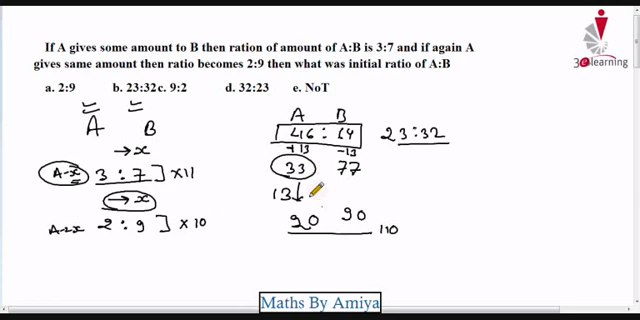 If A gives some amount to B then ration of amount of A:B is 3:7 and if again A
gives same amount then ratio becomes 2:9 then what was initial ratio of A:B
3e learning
a. 2:9 b. 23:32c. 9:2 d. 32:23 e. NoT
A B
46 : 64 23:32
+13 -13
A B
→x
A-x 3 : 7] ×11
33 77
→x
13↓
A-2x 2 : 9] ×10
20 90 110
Maths By Amiya